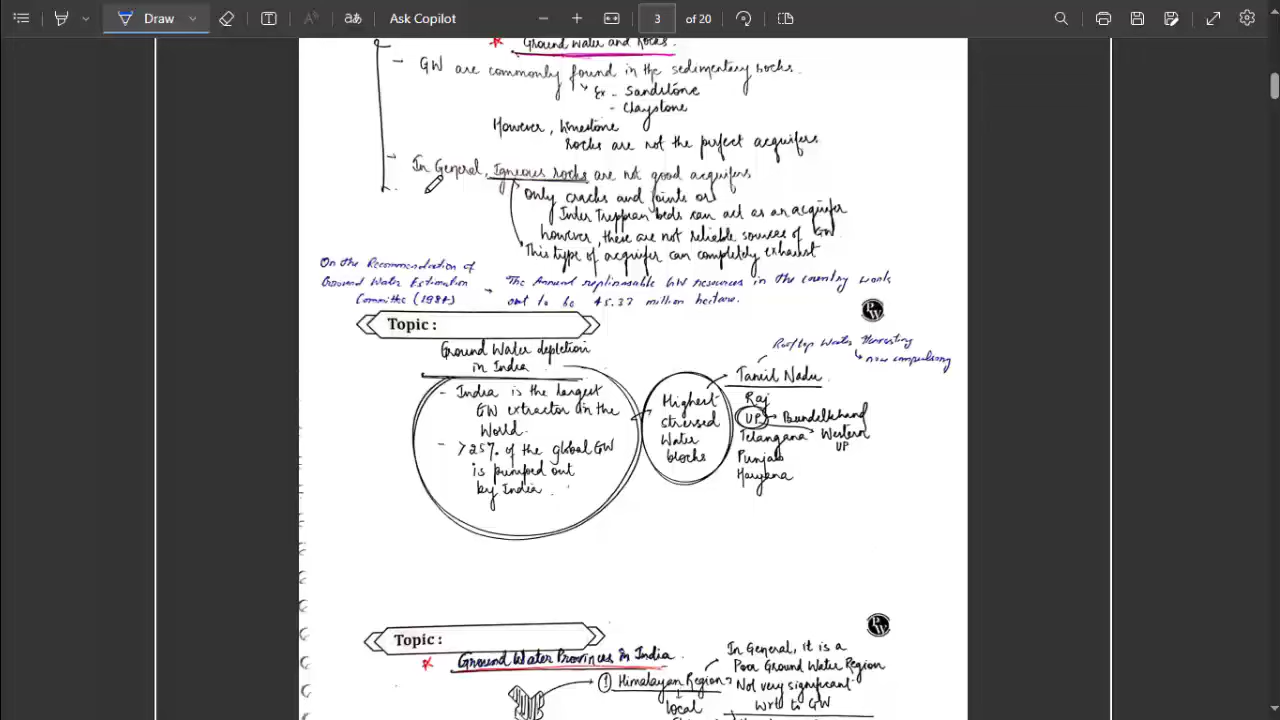 Draw
Ask Copilot
3 of 20
Ground Water and Rocks.
GW are commonly found in the sedimentary rocks.
Ex - Sandstone
- Claystone
However, limestone
rocks are not the perfect acquifers
In General, Igneous rocks are not good acquifers
only cracks and joints or
Inter Treppean beds can act as an acquifer
however, these are not reliable sources of GW.
This type of acquifer can completely exhaust
On the Recommendation of
Ground Water Estimation
Committee (1984)
→ The Annual replinasable GW resources in the country work
out to be 45.37 million hectare.
Topic :
PW
Rooftop Water Harvesting
↳ now compulsory
Ground Water depletion
in India
- India is the largest
GW extractor in the
World.
- >25% of the global GW
is pumped out
by India.
Highest
stressed
Water
blocks
Tamil Nadu
Raj
UP → Bundelkhand
Western
UP
Telangana
Punjab
Haryana
Topic :
PW
* Ground Water Provinces in India
① Himalayan Region
local
In General, it is a
Poor Ground Water Region
Not very significant
wrt to GW